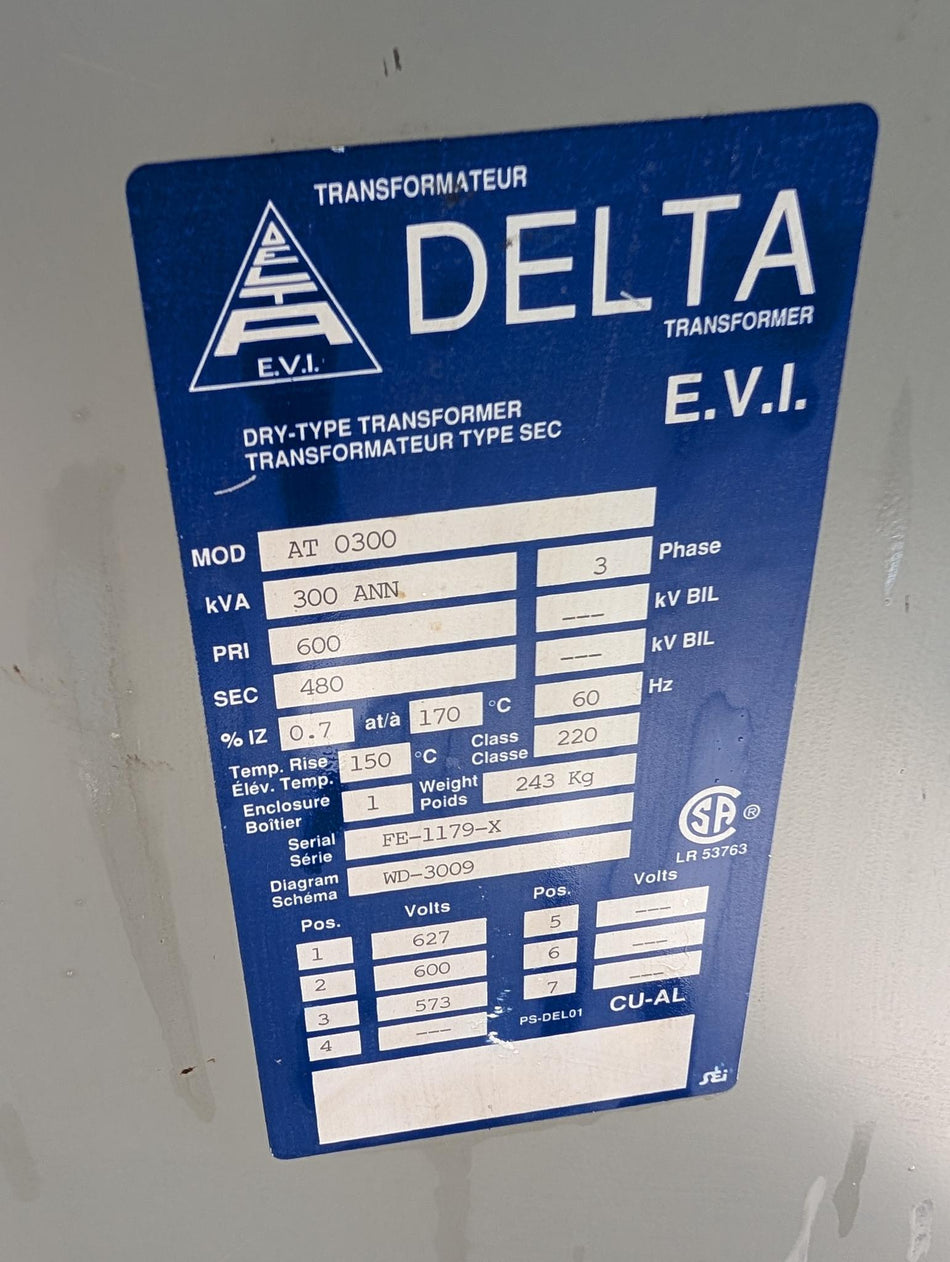 TRANSFORMATEUR
DELTA
DELTA
TRANSFORMER
E.V.I.
E.V.I.
DRY-TYPE TRANSFORMER
TRANSFORMATEUR TYPE SEC
MOD AT 0300
kVA 300 ANN 3 Phase
PRI 600 --- kV BIL
SEC 480 --- kV BIL
% IZ 0.7 at/à 170 °C 60 Hz
Temp. Rise
Élév. Temp. 150 °C Class
Classe 220
Enclosure
Boîtier 1 Weight
Poids 243 Kg
Serial
Série FE-1179-X
Diagram
Schéma WD-3009
CSA ®
LR 53763
Pos. Volts Pos. Volts
1 627 5 ---
2 600 6 ---
3 573 7 ---
4 --- PS-DEL01 CU-AL
sti